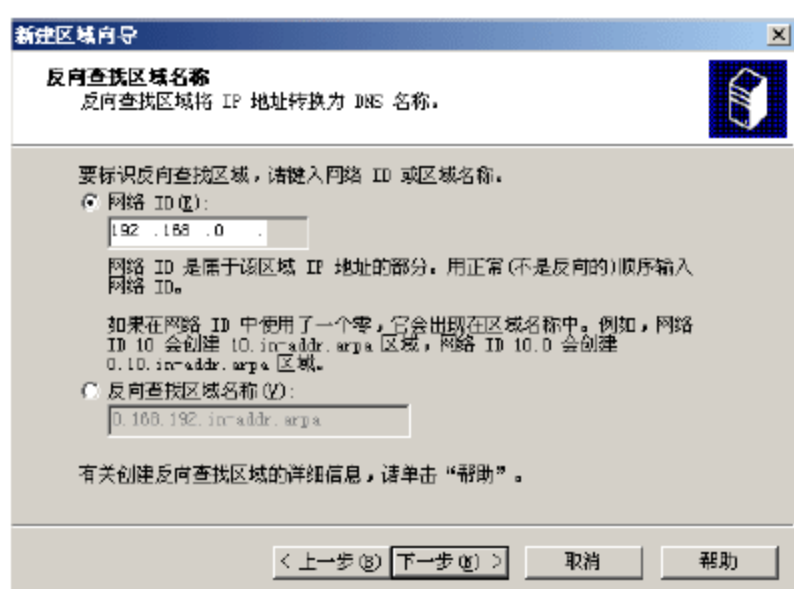 新建区域向导
反向查找区域名称
反向查找区域将 IP 地址转换为 DNS 名称。
要标识反向查找区域，请键入网络 ID 或区域名称。
网络 ID(E):
192 .168 .0 .
网络 ID 是属于该区域 IP 地址的部分。用正常(不是反向的)顺序输入
网络 ID。
如果在网络 ID 中使用了一个零，它会出现在区域名称中。例如，网络
ID 10 会创建 10.in-addr.arpa 区域，网络 ID 10.0 会创建
0.10.in-addr.arpa 区域。
反向查找区域名称(V):
0.168.192.in-addr.arpa
有关创建反向查找区域的详细信息，请单击“帮助”。
< 上一步(B) 下一步(N) > 取消 帮助